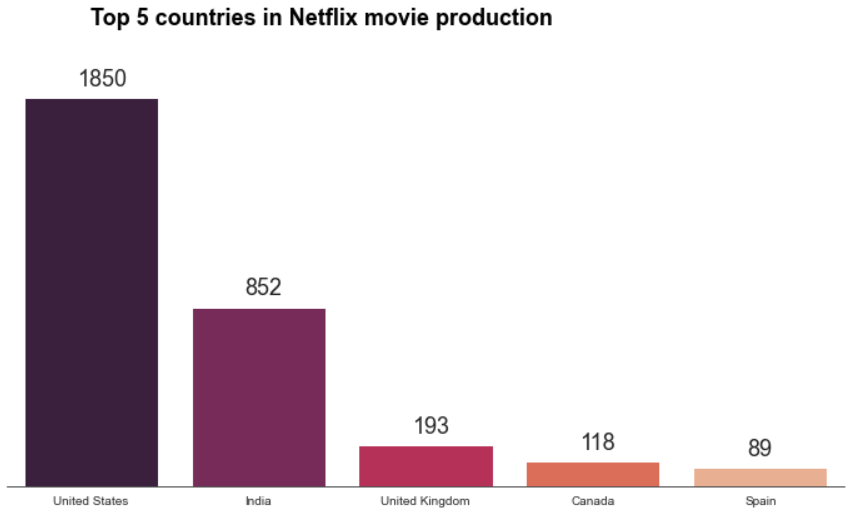 Top 5 countries in Netflix movie production
1850
852
193
118
89
United States
India
United Kingdom
Canada
Spain